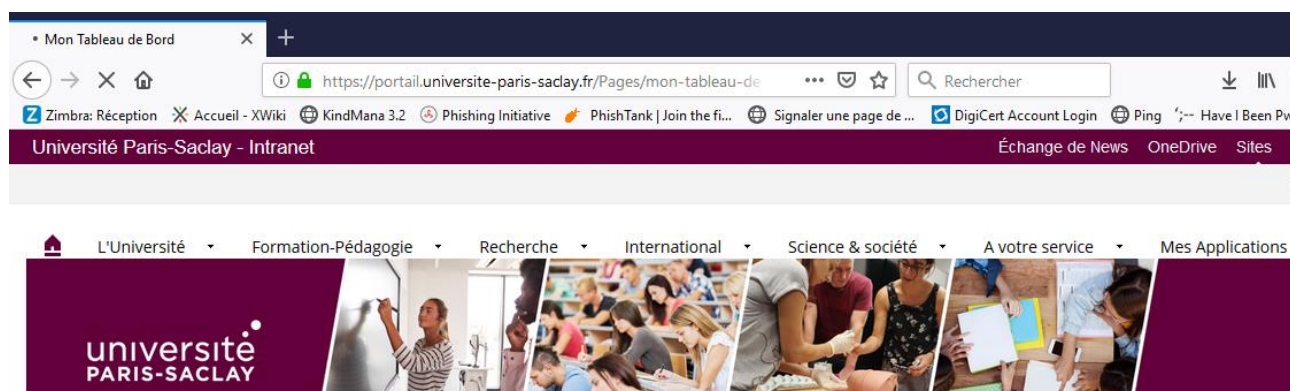 • Mon Tableau de Bord
https://portail.universite-paris-saclay.fr/Pages/mon-tableau-de
Rechercher
Zimbra: Réception Accueil - XWiki KindMana 3.2 Phishing Initiative PhishTank | Join the fi... Signaler une page de ... DigiCert Account Login Ping Have I Been Pw
Université Paris-Saclay - Intranet Échange de News OneDrive Sites
L'Université Formation-Pédagogie Recherche International Science & société A votre service Mes Applications
université
PARIS-SACLAY